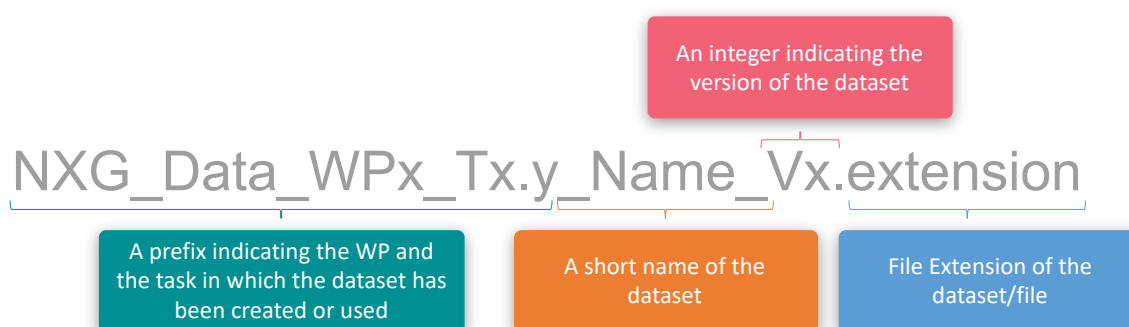 An integer indicating the
version of the dataset
NXG_Data_WPx_Tx.y_Name_Vx.extension
A prefix indicating the WP and
the task in which the dataset has
been created or used
A short name of the
dataset
File Extension of the
dataset/file